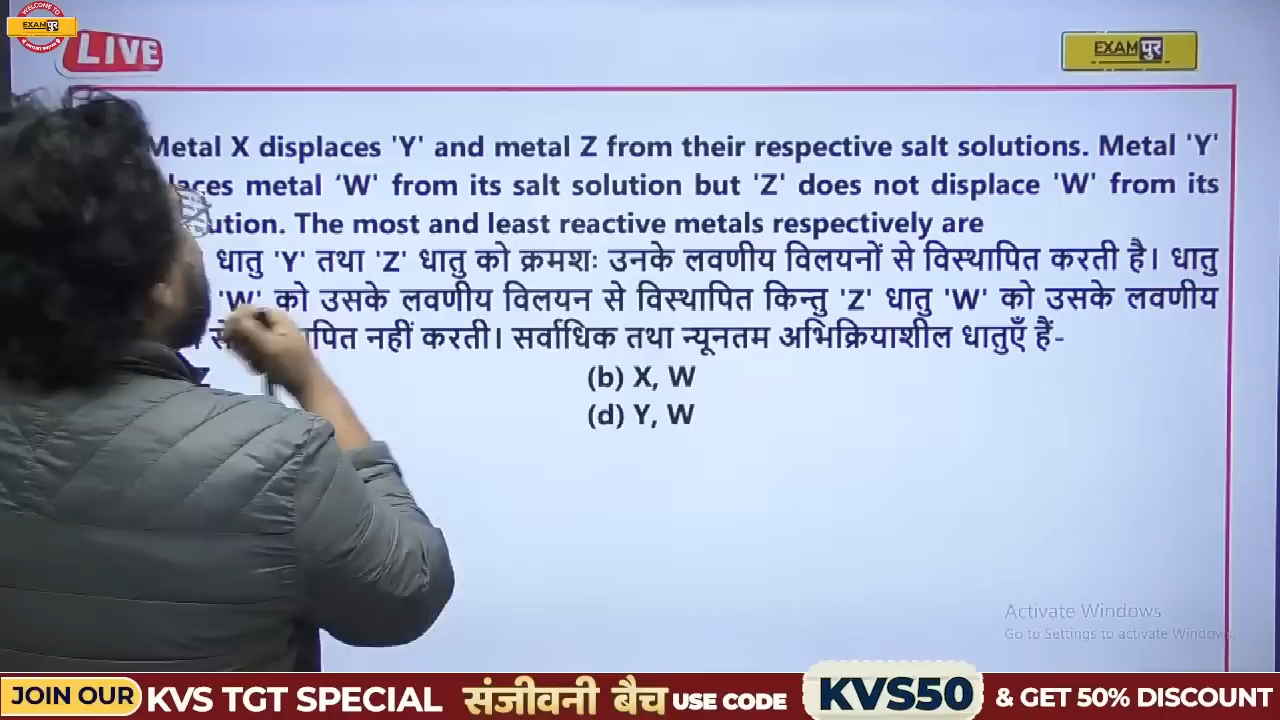 WELCOME TO
EXAMपुर
LIVE
EXAMपुर
Metal X displaces 'Y' and metal Z from their respective salt solutions. Metal 'Y'
metal ‘W' from its salt solution but 'Z' does not displace 'W' from its
The most and least reactive metals respectively are
धातु 'Y' तथा 'Z' धातु को क्रमशः उनके लवणीय विलयनों से विस्थापित करती है। धातु
'W' को उसके लवणीय विलयन से विस्थापित किन्तु 'Z' धातु 'W' को उसके लवणीय
नहीं करती। सर्वाधिक तथा न्यूनतम अभिक्रियाशील धातुएँ हैं-
(b) X, W
(d) Y, W
Activate Windows
Go to Settings to activate Windows.
JOIN OUR KVS TGT SPECIAL संजीवनी बैच USE CODE KVS50 & GET 50% DISCOUNT